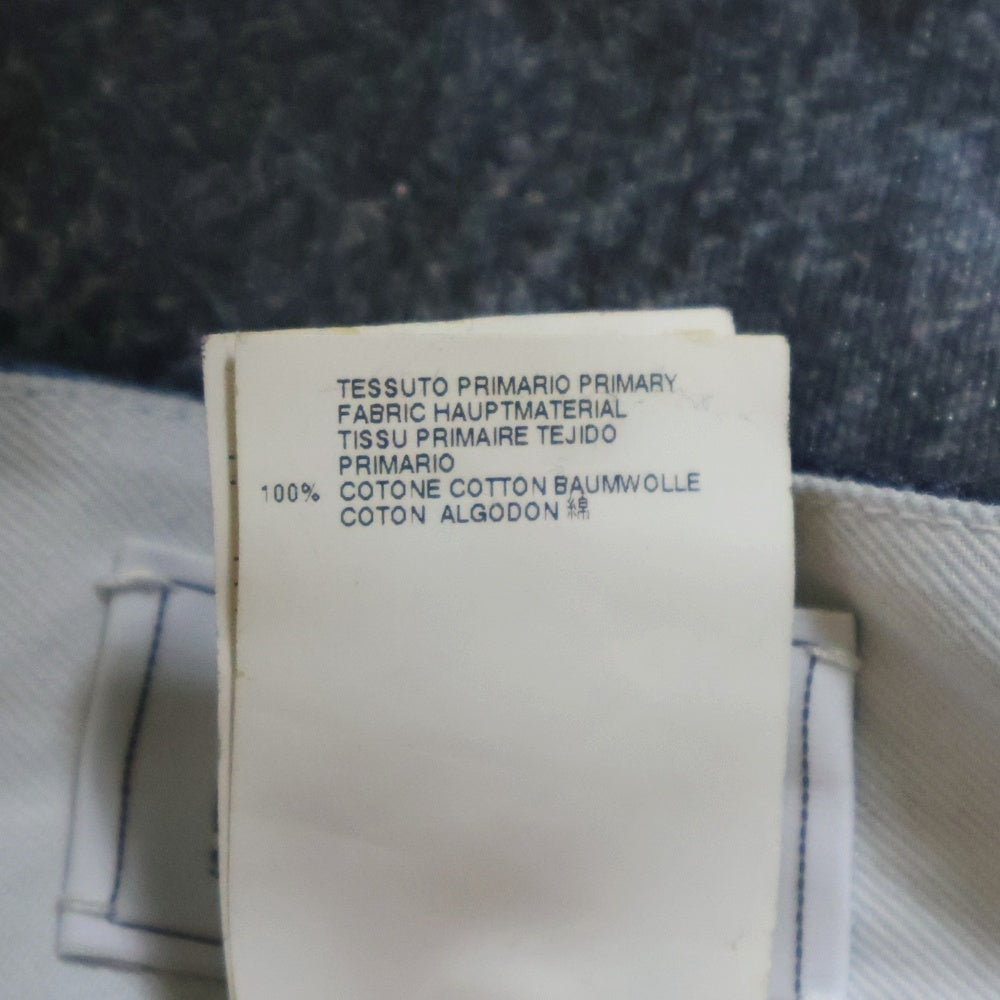 TESSUTO PRIMARIO PRIMARY
FABRIC HAUPTMATERIAL
TISSU PRIMAIRE TEJIDO
PRIMARIO
100% COTONE COTTON BAUMWOLLE
COTON ALGODON 綿